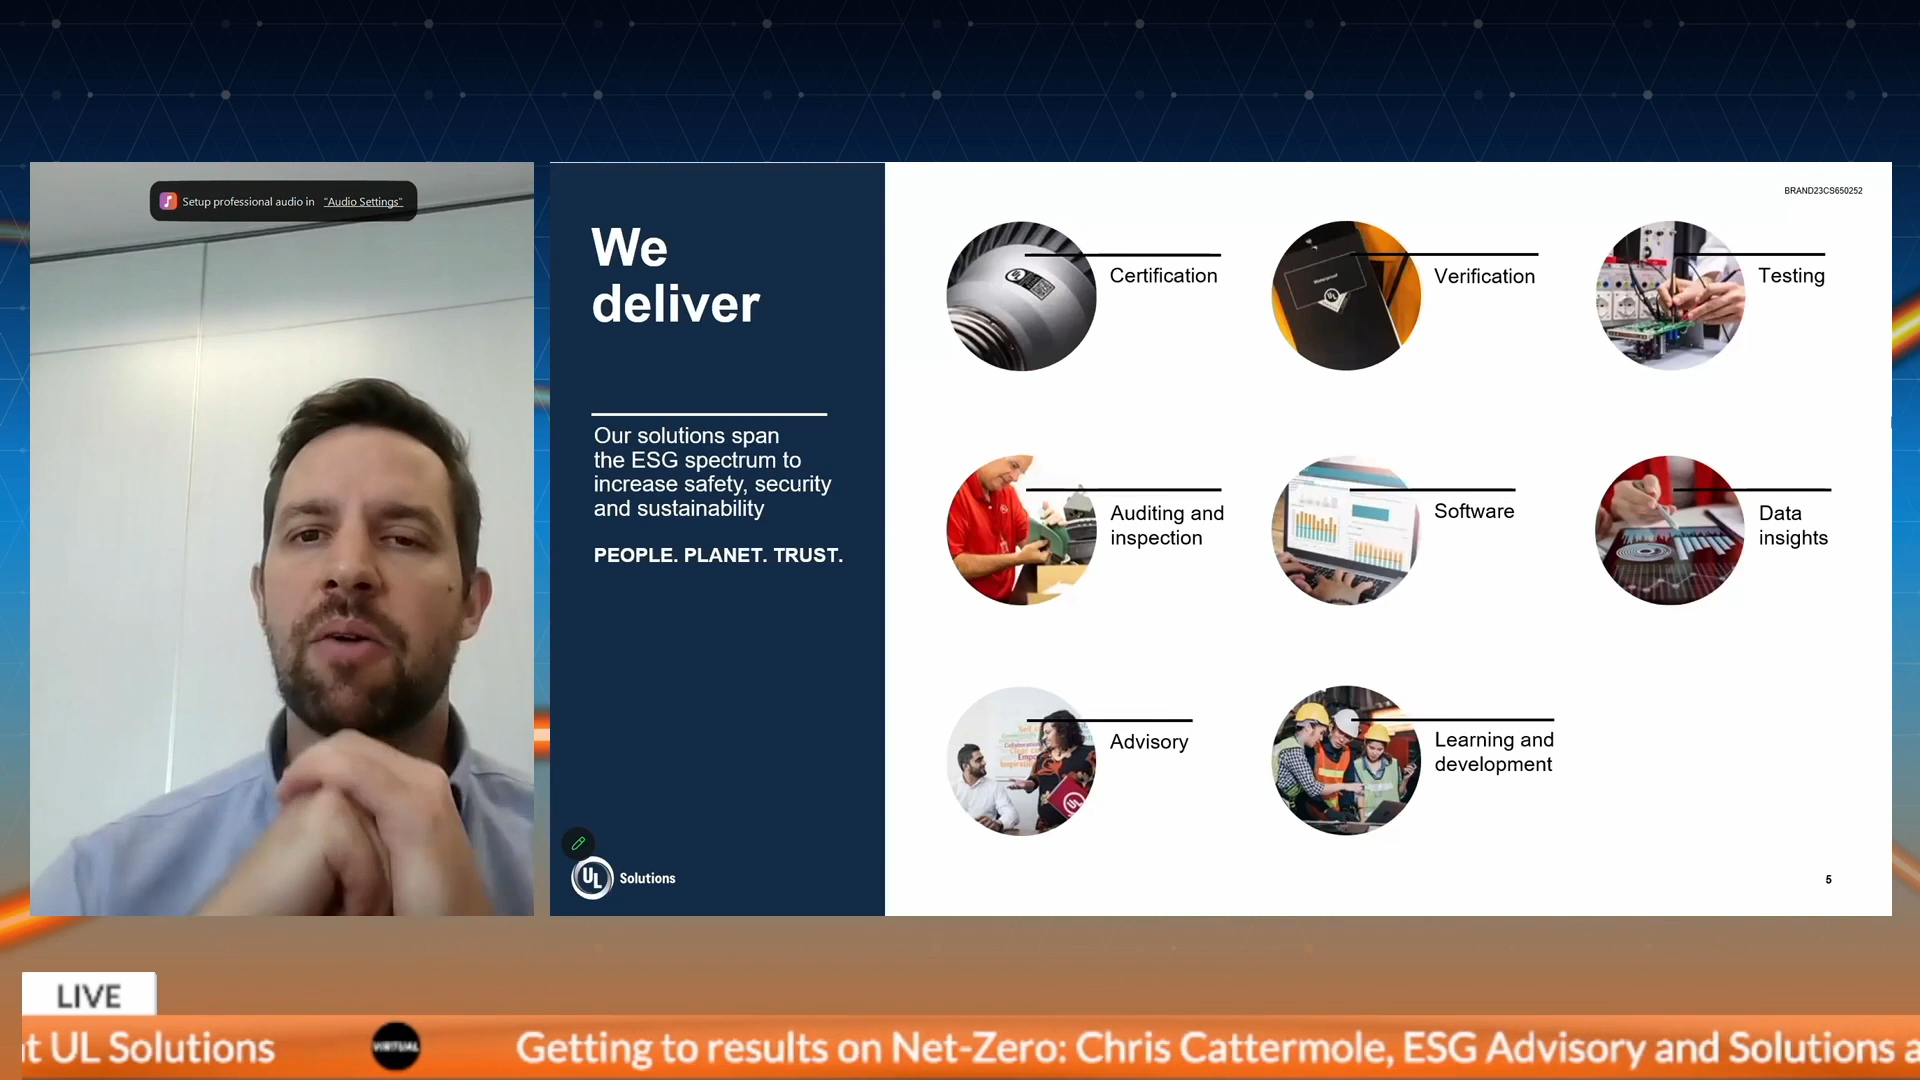 Setup professional audio in "Audio Settings"
We
deliver
Our solutions span
the ESG spectrum to
increase safety, security
and sustainability
PEOPLE. PLANET. TRUST.
UL Solutions
BRAND23CS650252
Certification
Verification
Testing
Auditing and
inspection
Software
Data
insights
Advisory
Learning and
development
5
LIVE
t UL Solutions
VIRTUAL
Getting to results on Net-Zero: Chris Cattermole, ESG Advisory and Solutions a